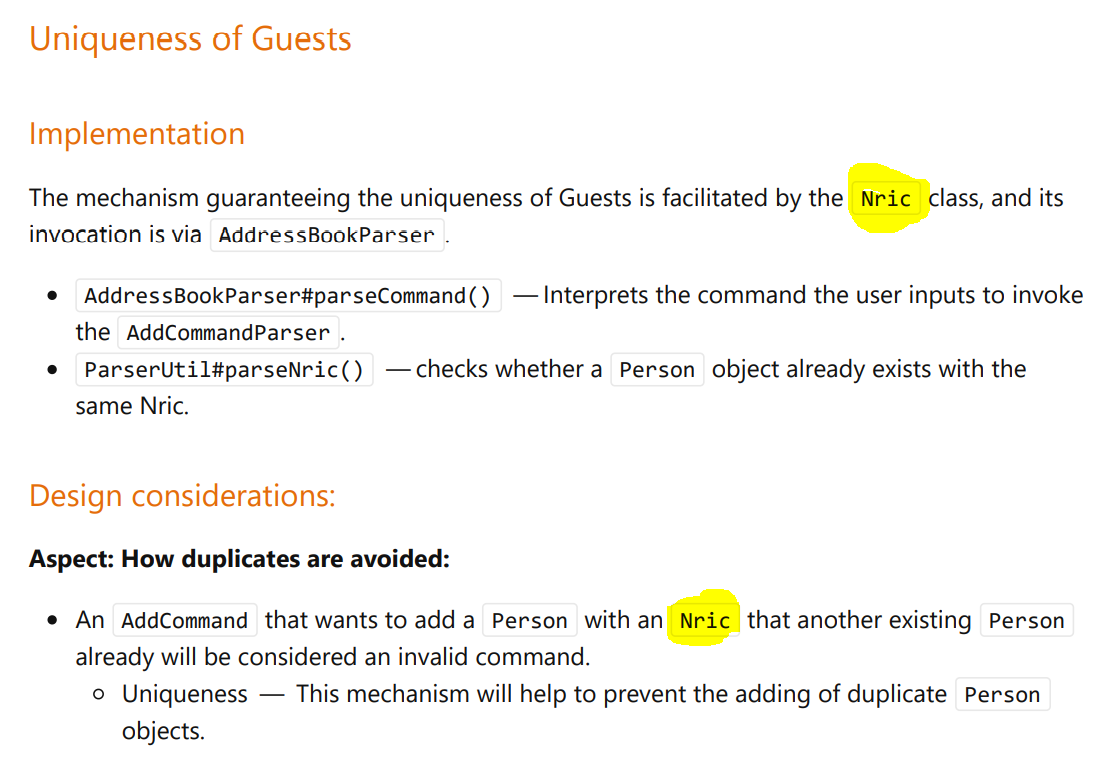 Uniqueness of Guests
Implementation
The mechanism guaranteeing the uniqueness of Guests is facilitated by the Nric class, and its
invocation is via AddressBookParser .
• AddressBookParser#parseCommand() — Interprets the command the user inputs to invoke
the AddCommandParser .
• ParserUtil#parseNric() — checks whether a Person object already exists with the
same Nric.
Design considerations:
Aspect: How duplicates are avoided:
• An AddCommand that wants to add a Person with an Nric that another existing Person
already will be considered an invalid command.
○ Uniqueness — This mechanism will help to prevent the adding of duplicate Person
objects.